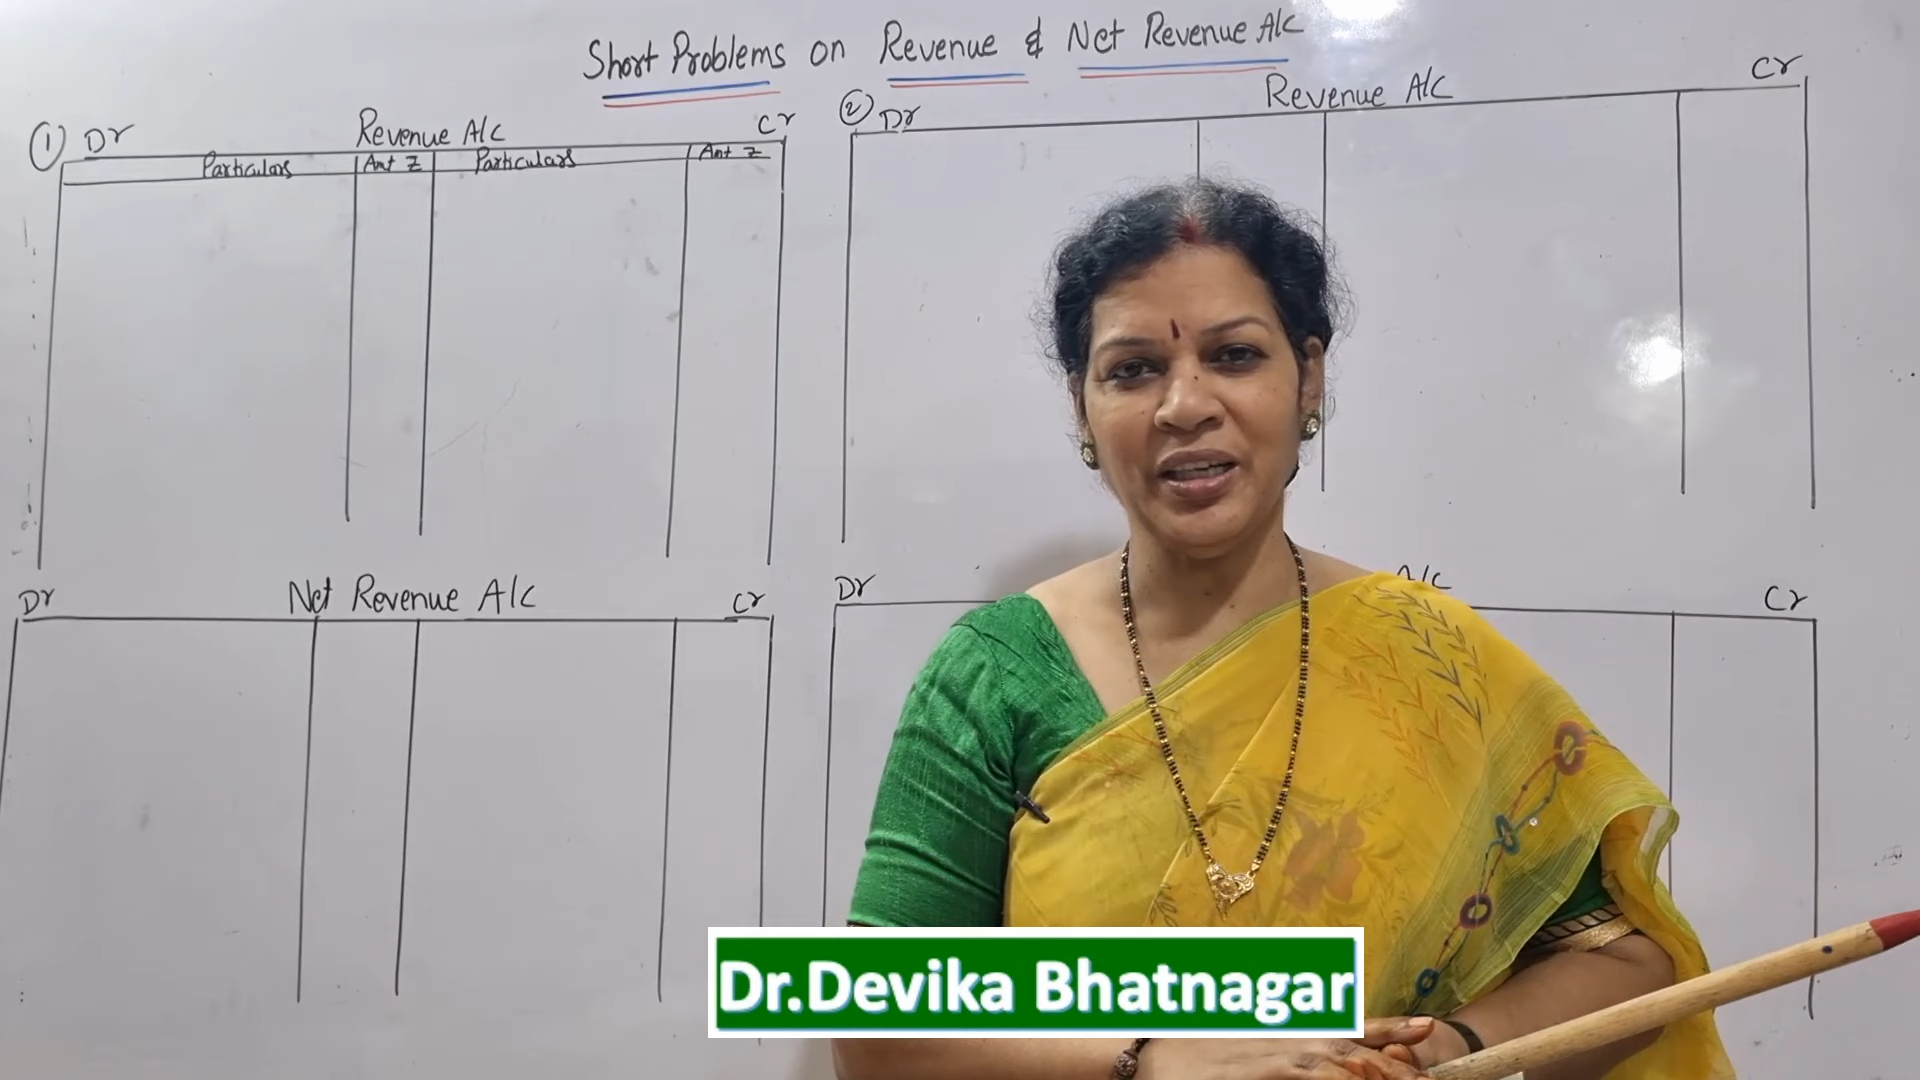 Short Problems on Revenue & Net Revenue A/c
① Dr Revenue A/c Cr
Particulars Amt ₹ Particulars Amt ₹
② Dr Revenue A/c Cr
Dr Net Revenue A/c Cr
Dr A/c Cr
Dr.Devika Bhatnagar